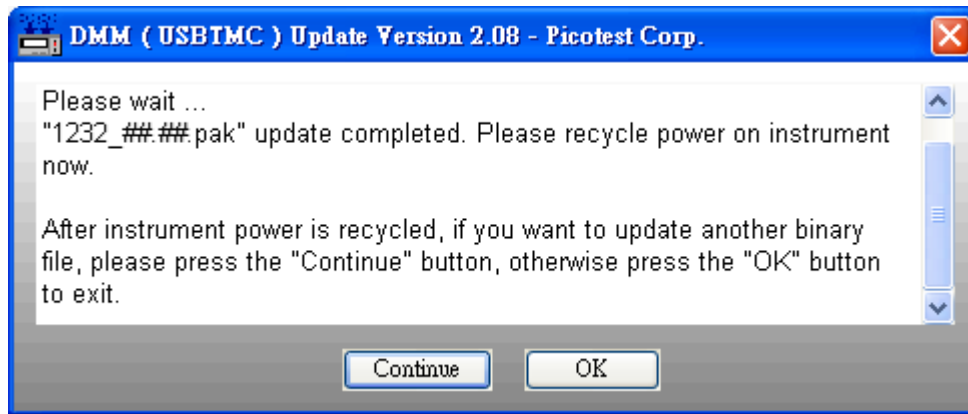 DMM ( USBTMC ) Update Version 2.08 - Picotest Corp.
Please wait ...
"1232_##.##.pak" update completed. Please recycle power on instrument
now.
After instrument power is recycled, if you want to update another binary
file, please press the "Continue" button, otherwise press the "OK" button
to exit.
Continue OK